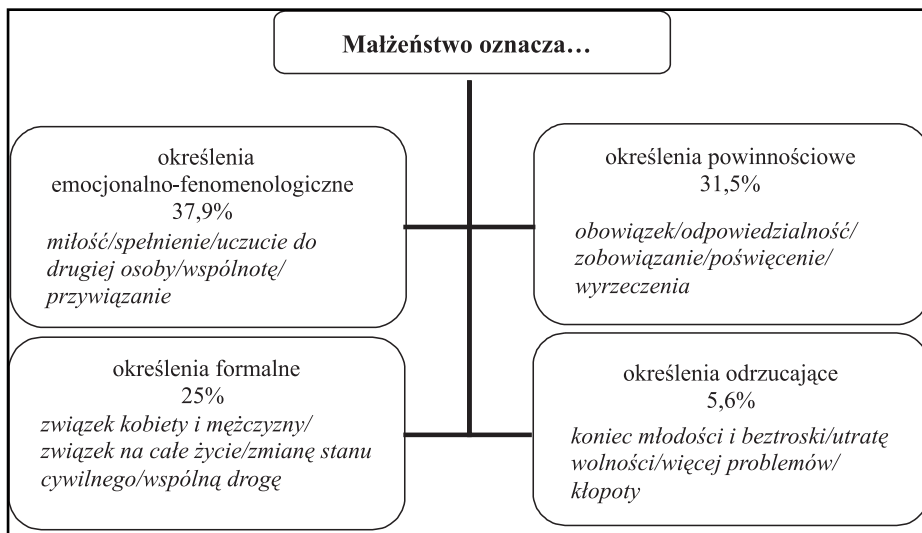 Małżeństwo oznacza…
określenia
emocjonalno-fenomenologiczne
37,9%
miłość/spełnienie/uczucie do
drugiej osoby/wspólnotę/
przywiązanie
określenia powinnościowe
31,5%
obowiązek/odpowiedzialność/
zobowiązanie/poświęcenie/
wyrzeczenia
określenia formalne
25%
związek kobiety i mężczyzny/
związek na całe życie/zmianę stanu
cywilnego/wspólną drogę
określenia odrzucające
5,6%
koniec młodości i beztroski/utratę
wolności/więcej problemów/
kłopoty